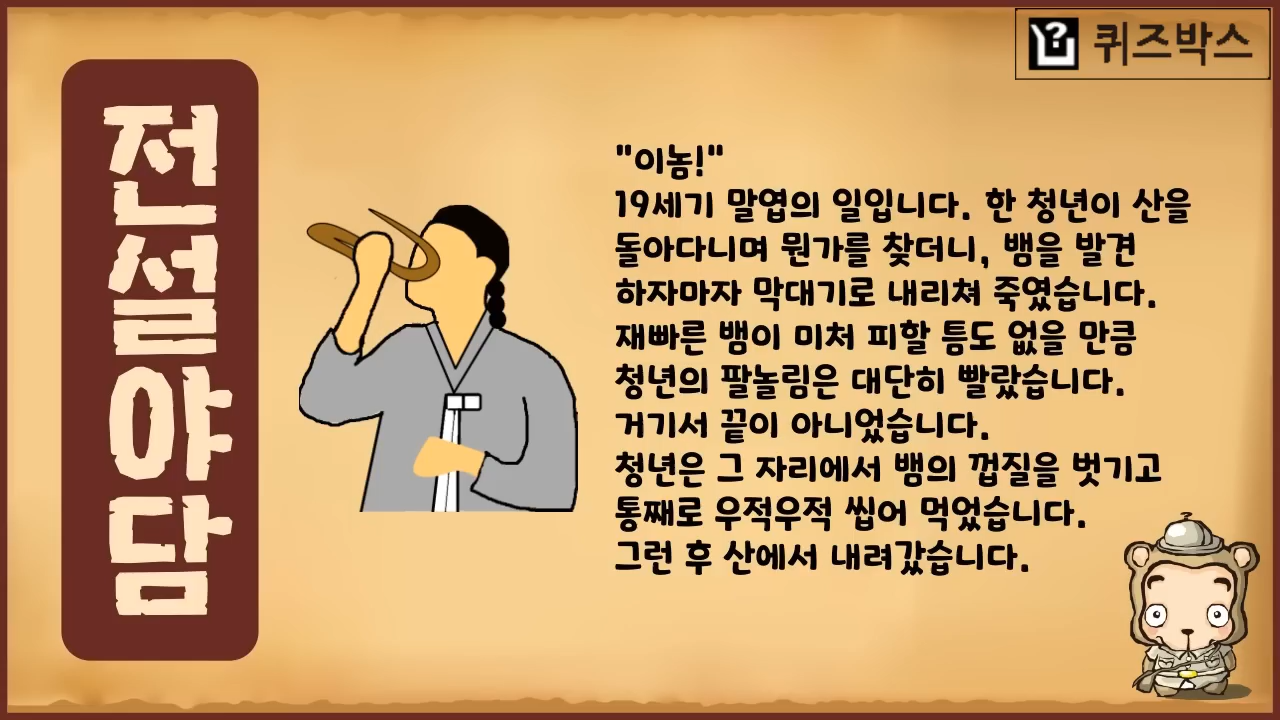 퀴즈박스
전설야담
"이놈!"
19세기 말엽의 일입니다. 한 청년이 산을
돌아다니며 뭔가를 찾더니, 뱀을 발견
하자마자 막대기로 내리쳐 죽였습니다.
재빠른 뱀이 미처 피할 틈도 없을 만큼
청년의 팔놀림은 대단히 빨랐습니다.
거기서 끝이 아니었습니다.
청년은 그 자리에서 뱀의 껍질을 벗기고
통째로 우적우적 씹어 먹었습니다.
그런 후 산에서 내려갔습니다.